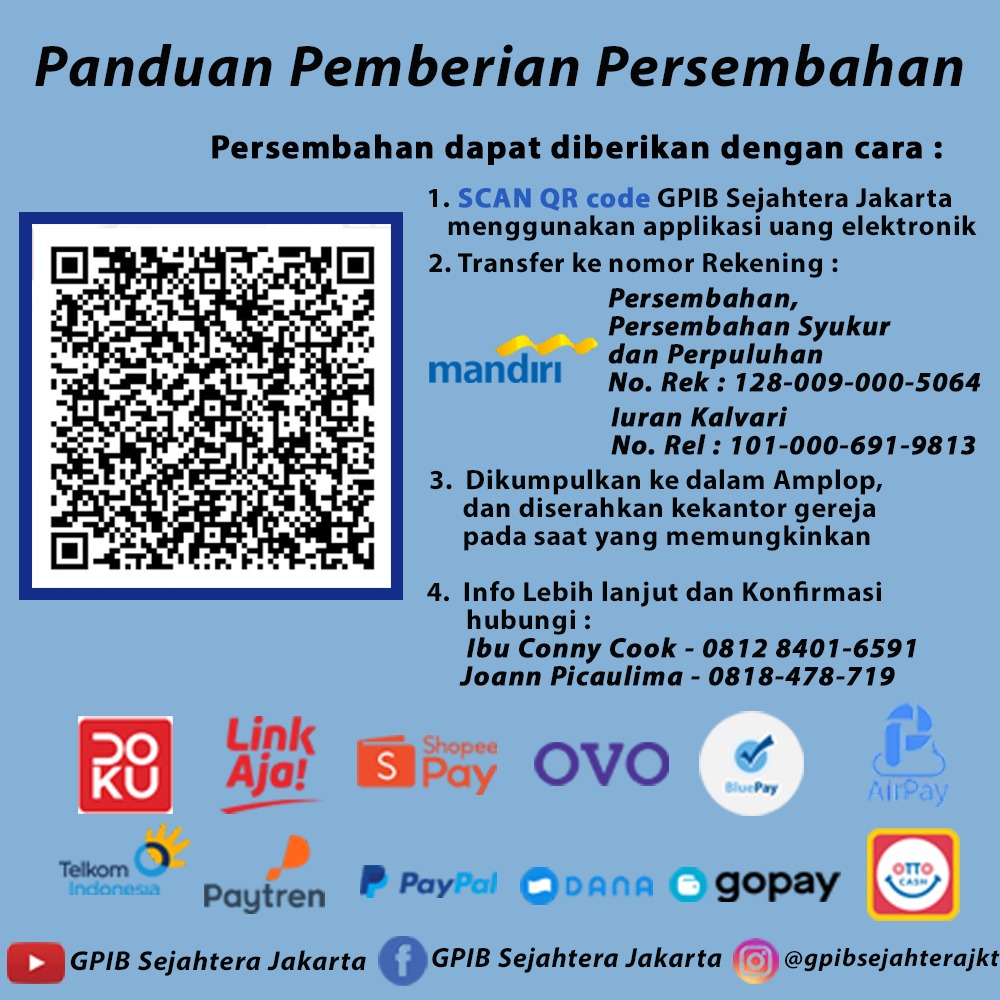 Panduan Pemberian Persembahan
Persembahan dapat diberikan dengan cara :
1. SCAN QR code GPIB Sejahtera Jakarta
menggunakan applikasi uang elektronik
2. Transfer ke nomor Rekening :
mandiri
Persembahan,
Persembahan Syukur
dan Perpuluhan
No. Rek : 128-009-000-5064
Iuran Kalvari
No. Rel : 101-000-691-9813
3. Dikumpulkan ke dalam Amplop,
dan diserahkan kekantor gereja
pada saat yang memungkinkan
4. Info Lebih lanjut dan Konfirmasi
hubungi :
Ibu Conny Cook - 0812 8401-6591
Joann Picaulima - 0818-478-719
DOKU
Link
Aja!
S Shopee
Pay
OVO
BluePay
AirPay
Telkom
Indonesia
Paytren
PayPal
DANA
gopay
OTTO
CASH
GPIB Sejahtera Jakarta
f GPIB Sejahtera Jakarta
@gpibsejahterajkt